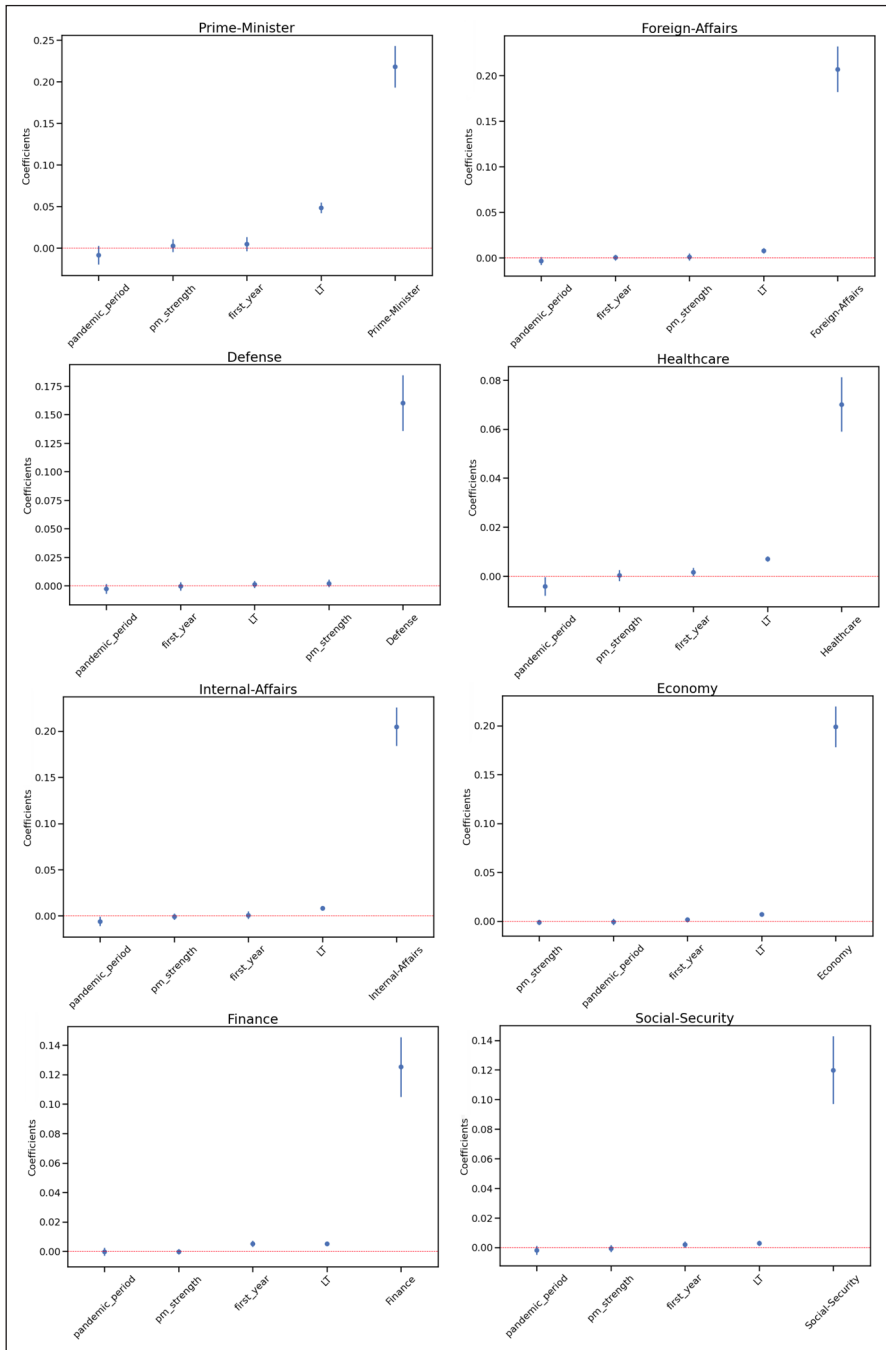 Prime-Minister
Coefficients
0.25
0.20
0.15
0.10
0.05
0.00
pandemic_period
pm_strength
first_year
LT
Prime-Minister
Foreign-Affairs
Coefficients
0.20
0.15
0.10
0.05
0.00
pandemic_period
first_year
pm_strength
LT
Foreign-Affairs
Defense
Coefficients
0.175
0.150
0.125
0.100
0.075
0.050
0.025
0.000
pandemic_period
first_year
LT
pm_strength
Defense
Healthcare
Coefficients
0.08
0.06
0.04
0.02
0.00
pandemic_period
pm_strength
first_year
LT
Healthcare
Internal-Affairs
Coefficients
0.20
0.15
0.10
0.05
0.00
pandemic_period
pm_strength
first_year
LT
Internal-Affairs
Economy
Coefficients
0.20
0.15
0.10
0.05
0.00
pm_strength
pandemic_period
first_year
LT
Economy
Finance
Coefficients
0.14
0.12
0.10
0.08
0.06
0.04
0.02
0.00
pandemic_period
pm_strength
first_year
LT
Finance
Social-Security
Coefficients
0.14
0.12
0.10
0.08
0.06
0.04
0.02
0.00
pandemic_period
pm_strength
first_year
LT
Social-Security